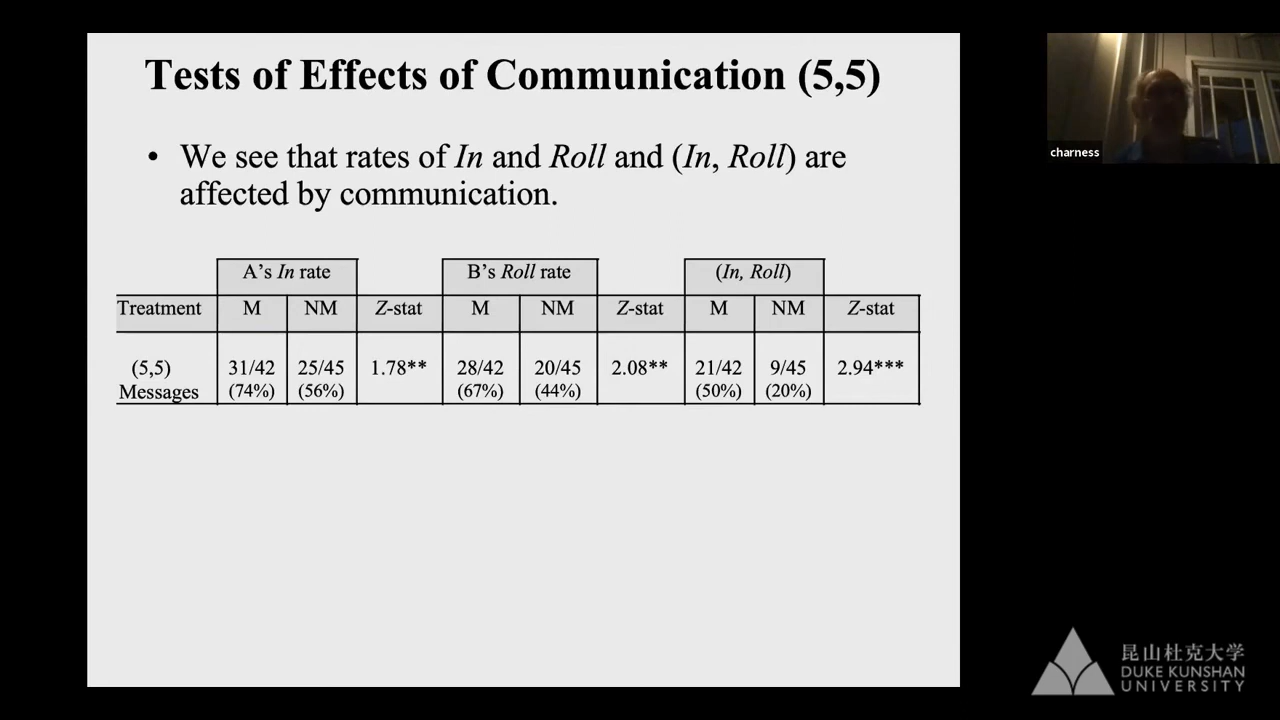 Tests of Effects of Communication (5,5)
• We see that rates of In and Roll and (In, Roll) are
affected by communication.
A's In rate B's Roll rate (In, Roll)
Treatment M NM Z-stat M NM Z-stat M NM Z-stat
(5,5) 31/42 25/45 1.78** 28/42 20/45 2.08** 21/42 9/45 2.94***
Messages (74%) (56%) (67%) (44%) (50%) (20%)
charness
昆山杜克大学
DUKE KUNSHAN
UNIVERSITY